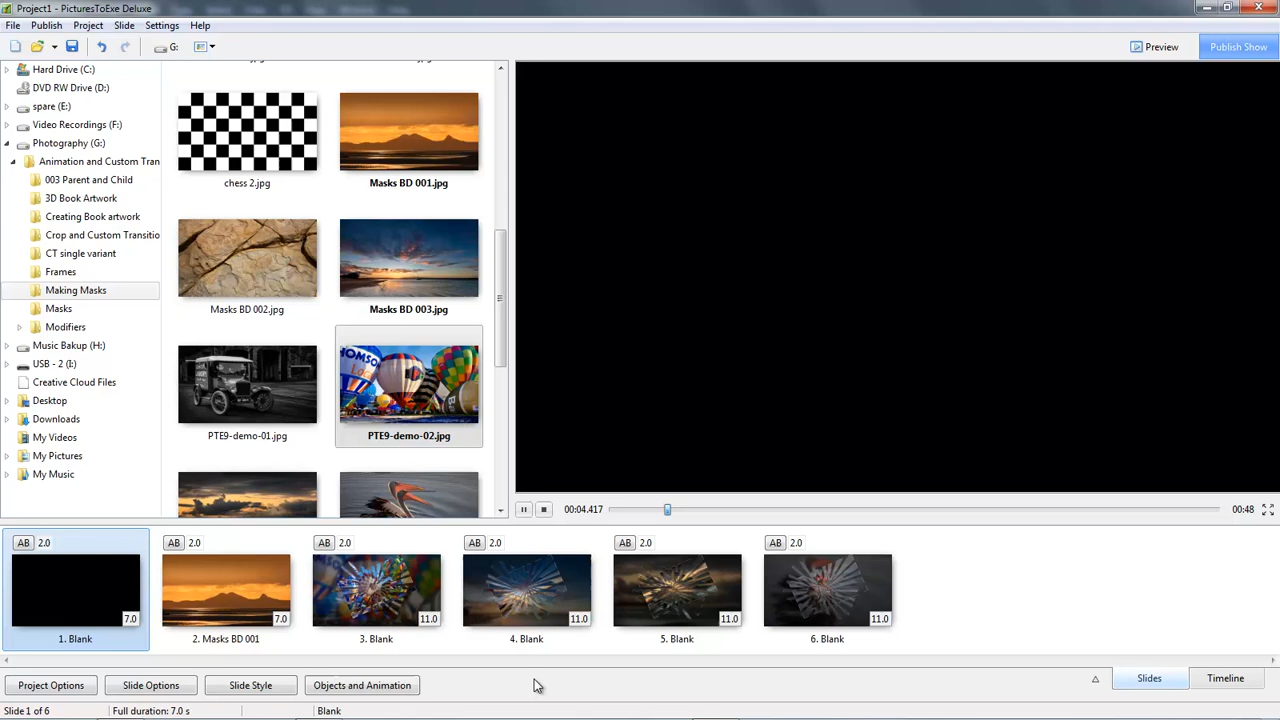 Project1 - PicturesToExe Deluxe
File Publish Project Slide Settings Help
G:
Preview
Publish Show
Hard Drive (C:)
DVD RW Drive (D:)
spare (E:)
Video Recordings (F:)
Photography (G:)
Animation and Custom Tran
003 Parent and Child
3D Book Artwork
Creating Book artwork
Crop and Custom Transitio
CT single variant
Frames
Making Masks
Masks
Modifiers
Music Bakup (H:)
USB - 2 (I:)
Creative Cloud Files
Desktop
Downloads
My Videos
My Pictures
My Music
chess 2.jpg
Masks BD 001.jpg
Masks BD 002.jpg
Masks BD 003.jpg
PTE9-demo-01.jpg
PTE9-demo-02.jpg
00:04.417
00:48
AB 2.0
AB 2.0
AB 2.0
AB 2.0
AB 2.0
AB 2.0
7.0
7.0
11.0
11.0
11.0
11.0
1. Blank
2. Masks BD 001
3. Blank
4. Blank
5. Blank
6. Blank
Project Options
Slide Options
Slide Style
Objects and Animation
Slides
Timeline
Slide 1 of 6
Full duration: 7.0 s
Blank